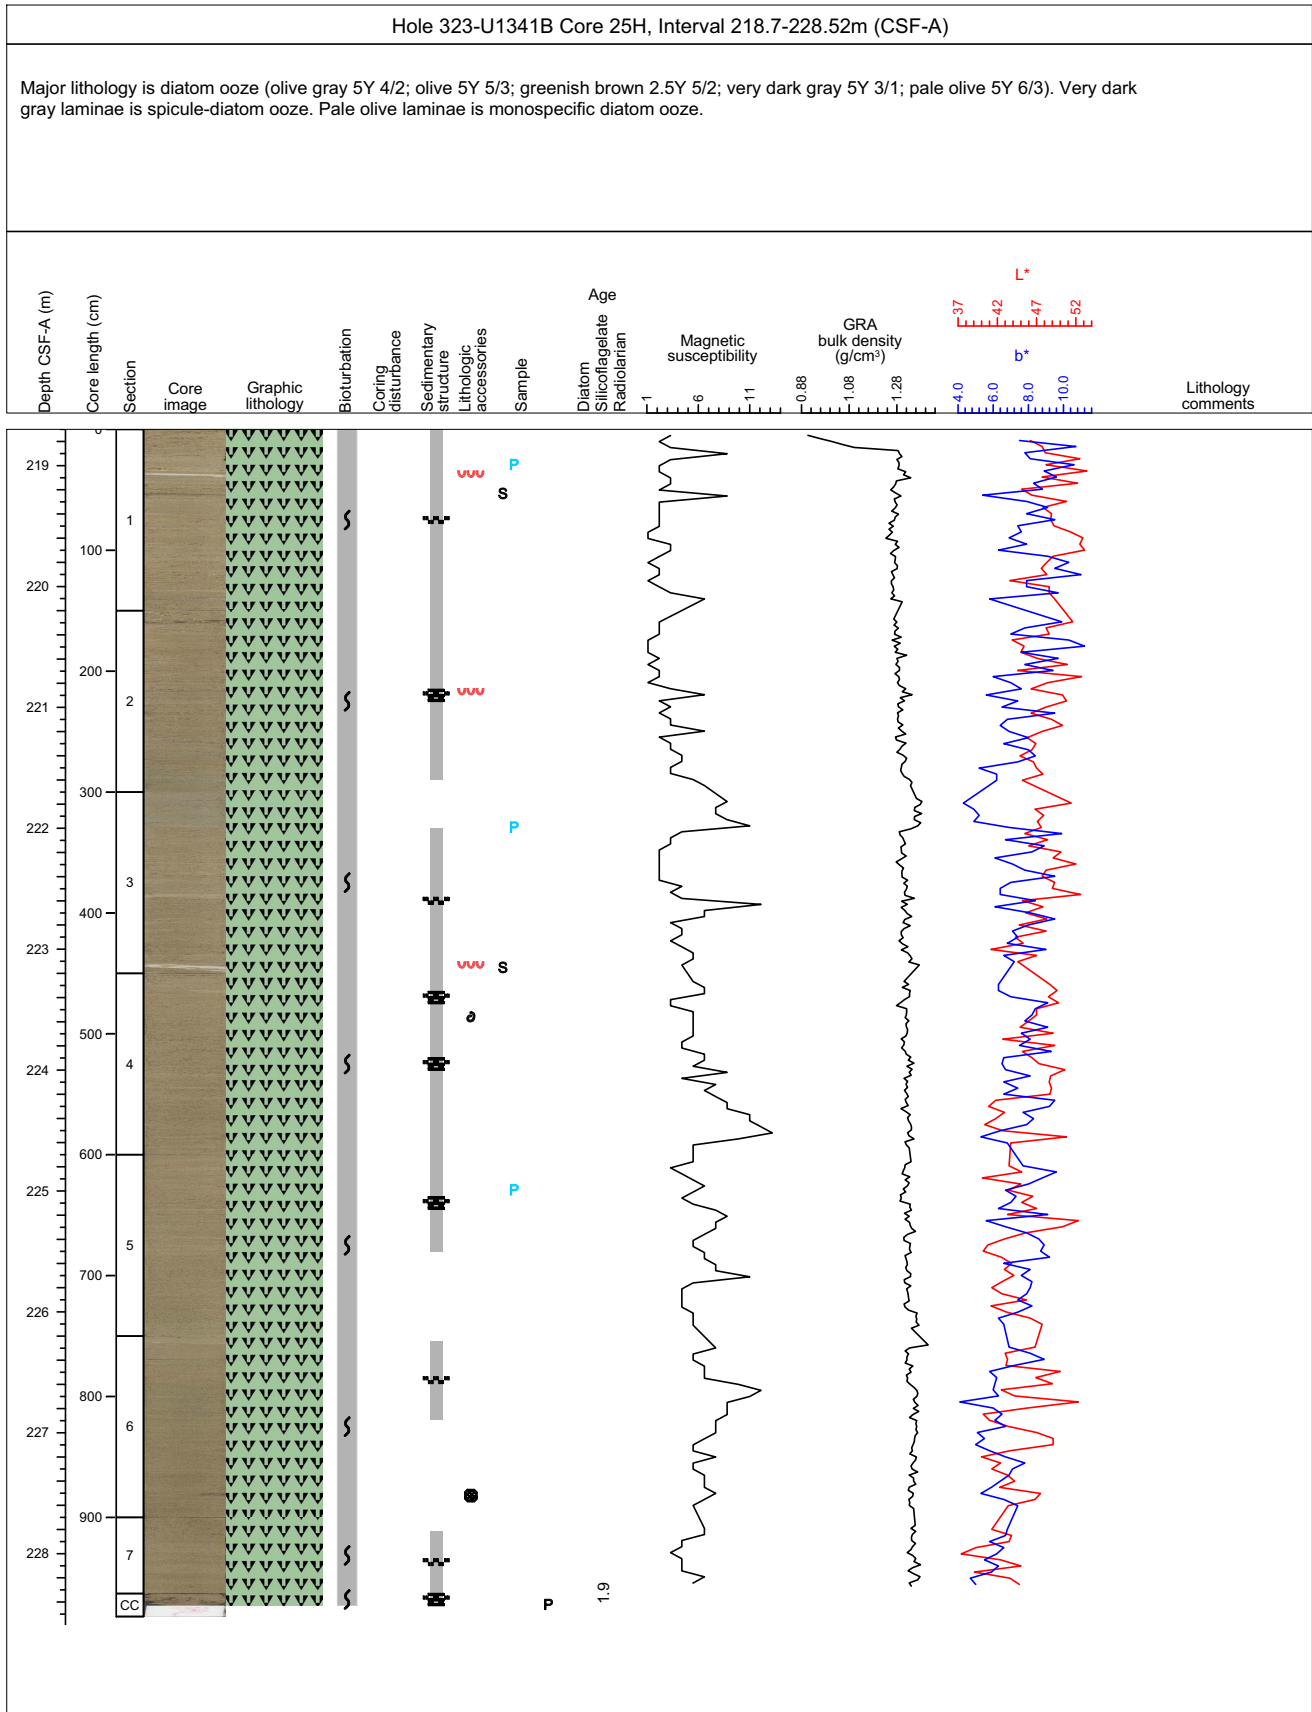 Hole 323-U1341B Core 25H, Interval 218.7-228.52m (CSF-A)
Major lithology is diatom ooze (olive gray 5Y 4/2; olive 5Y 5/3; greenish brown 2.5Y 5/2; very dark gray 5Y 3/1; pale olive 5Y 6/3). Very dark
gray laminae is spicule-diatom ooze. Pale olive laminae is monospecific diatom ooze.
Depth CSF-A (m)
Core length (cm)
Section
Core
image
Graphic
lithology
Bioturbation
Coring
disturbance
Sedimentary
structure
Lithologic
accessories
Sample
Age
Diatom
Silicoflagelate
Radiolarian
Magnetic
susceptibility
1 6 11
GRA
bulk density
(g/cm³)
0.88 1.08 1.28
L*
37 42 47 52
b*
4.0 6.0 8.0 10.0
Lithology
comments
219
P
S
1
100
220
200
2
221
300
222
P
3
400
223
S
500
4
224
600
225
P
5
700
226
800
6
227
900
7
228
1.9
CC
P